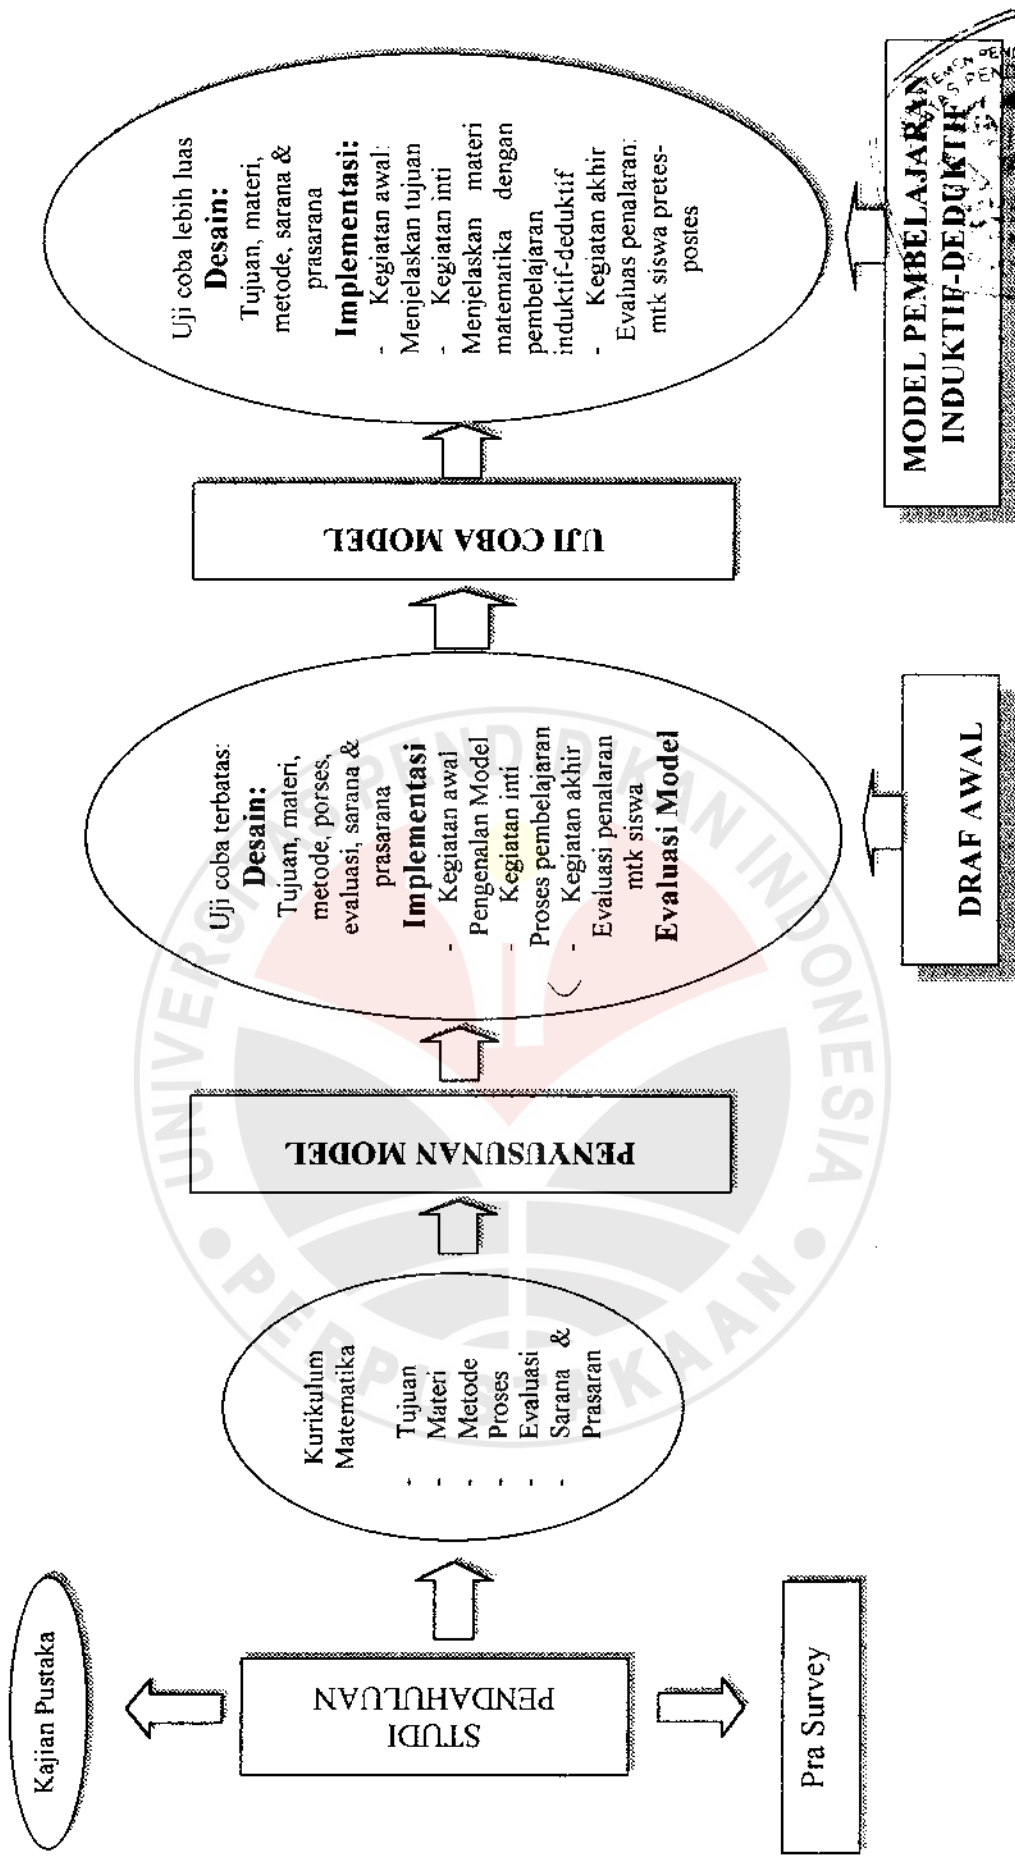 Kajian Pustaka
STUDI
PENDAHULUAN
Pra Survey
Kurikulum
Matematika
- Tujuan
- Materi
- Metode
- Proses
- Evaluasi
- Sarana &
Prasaran
PENYUSUNAN MODEL
Uji coba terbatas:
Desain:
Tujuan, materi,
metode, porses,
evaluasi, sarana &
prasarana
Implementasi
- Kegiatan awal
Pengenalan Model
- Kegiatan inti
Proses pembelajaran
- Kegiatan akhir
Evaluasi penalaran
mtk siswa
Evaluasi Model
DRAF AWAL
UJI COBA MODEL
Uji coba lebih luas
Desain:
Tujuan, materi,
metode, sarana &
prasarana
Implementasi:
- Kegiatan awal:
Menjelaskan tujuan
- Kegiatan inti
Menjelaskan materi
matematika dengan
pembelajaran
induktif-deduktif
- Kegiatan akhir
Evaluas penalaran:
mtk siswa pretes-
postes
MODEL PEMBELAJARAN
INDUKTIF-DEDUKTIF
UNIVERSITAS PENDIDIKAN INDONESIA
PERPUSTAKAAN